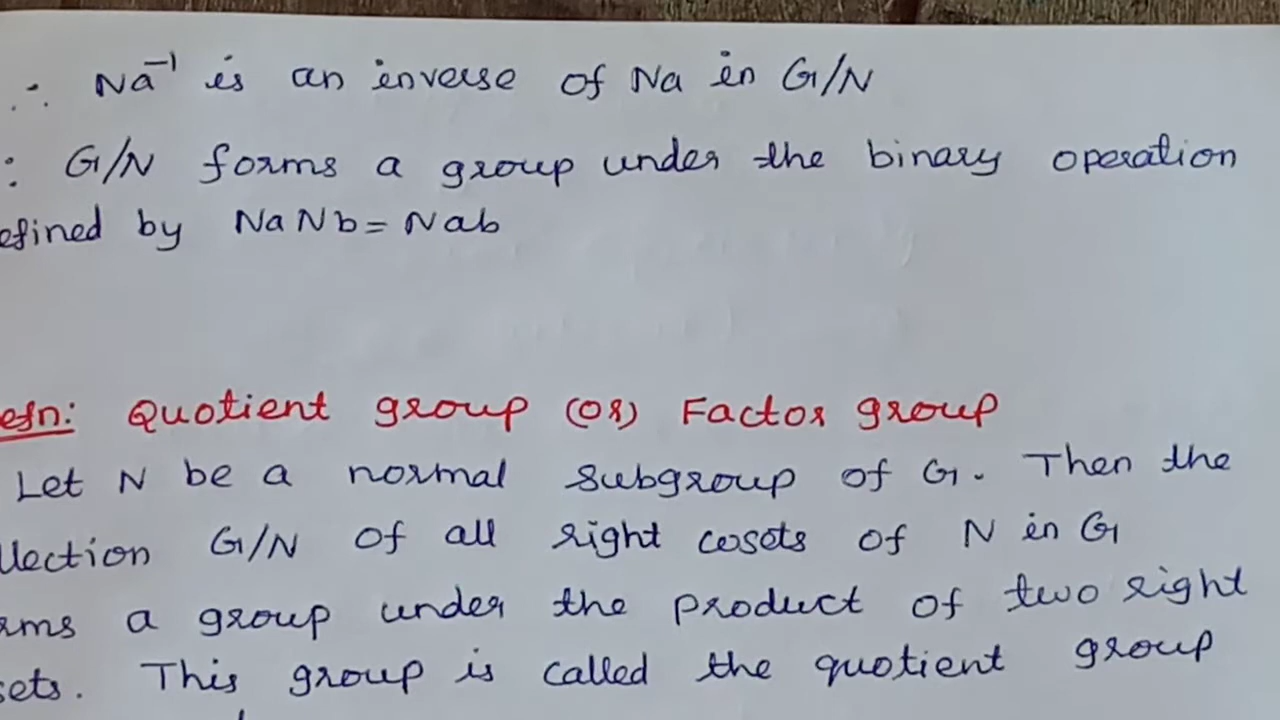 ∴ Na⁻¹ is an inverse of Na in G/N
∴ G/N forms a group under the binary operation
efined by NaNb = Nab
efn: Quotient group (or) Factor group
Let N be a normal subgroup of G. Then the
llection G/N of all right cosets of N in G
rms a group under the product of two right
sets. This group is called the quotient group